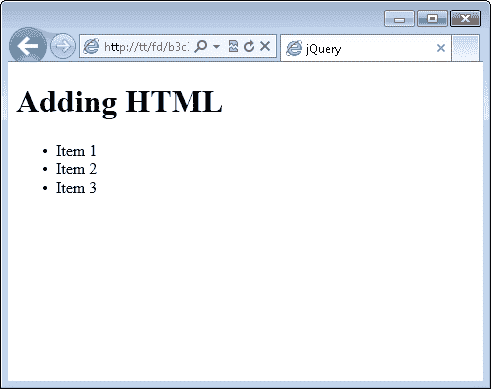 http://tt/fd/b3c
jQuery
Adding HTML
• Item 1
• Item 2
• Item 3